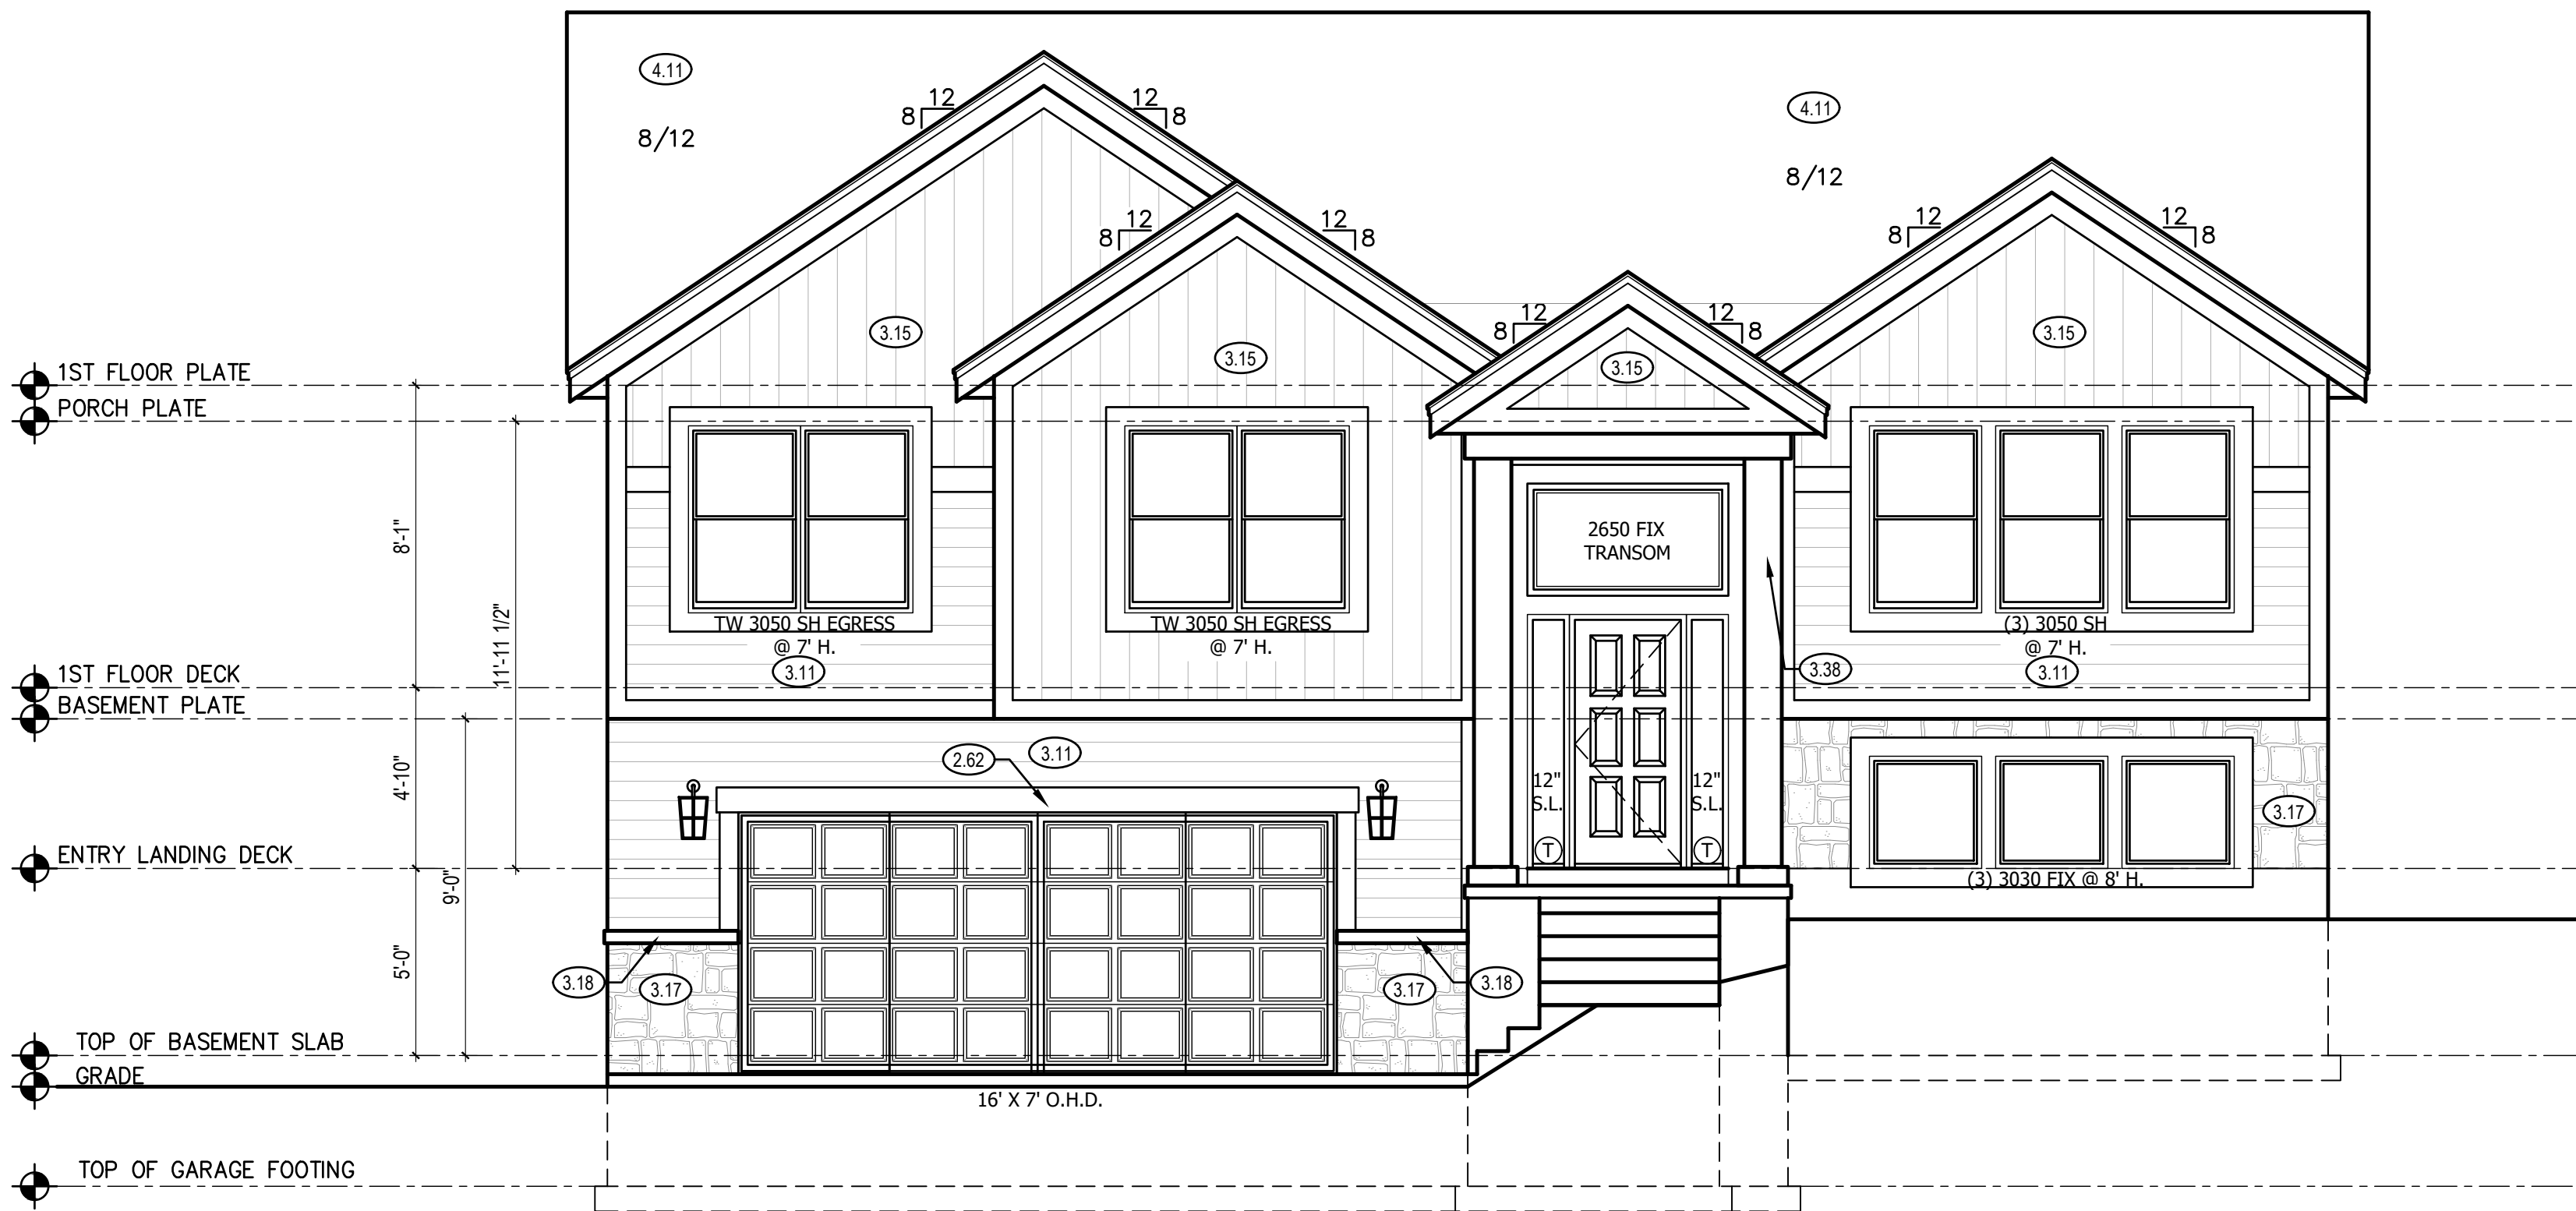 4.11
8/12
12
8
12
8
4.11
8/12
12
8
12
8
12
8
12
8
12
8
12
8
3.15
3.15
3.15
3.15
1ST FLOOR PLATE
PORCH PLATE
8'-1"
11'-11 1/2"
2650 FIX
TRANSOM
TW 3050 SH EGRESS
@ 7' H.
3.11
TW 3050 SH EGRESS
@ 7' H.
(3) 3050 SH
@ 7' H.
3.11
3.38
1ST FLOOR DECK
BASEMENT PLATE
4'-10"
9'-0"
2.62
3.11
12"
S.L.
T
12"
S.L.
T
3.17
(3) 3030 FIX @ 8' H.
ENTRY LANDING DECK
5'-0"
3.18
3.17
3.17
3.18
TOP OF BASEMENT SLAB
GRADE
16' X 7' O.H.D.
TOP OF GARAGE FOOTING